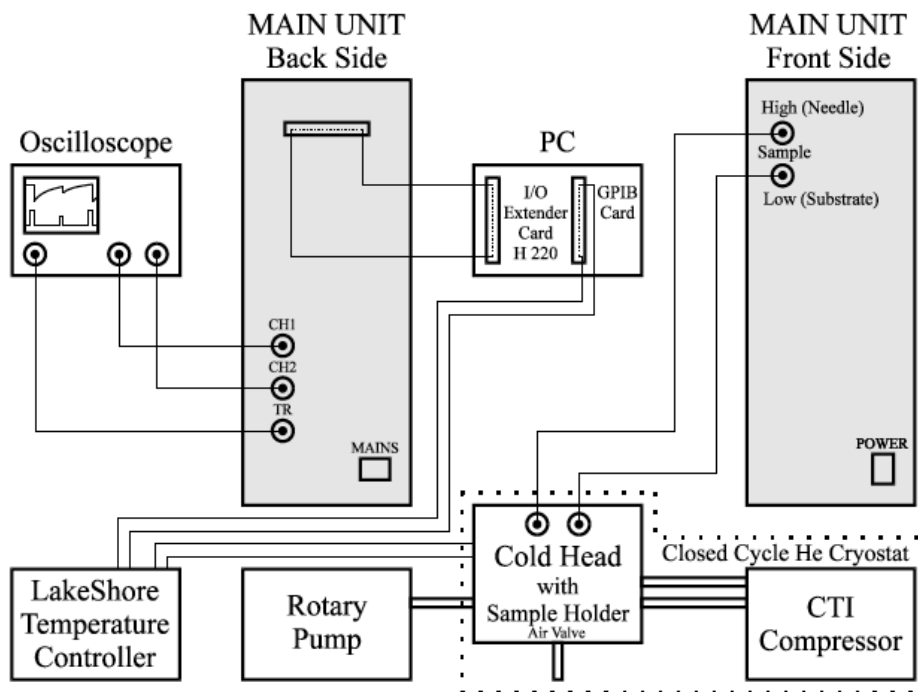 MAIN UNIT
Back Side
MAIN UNIT
Front Side
Oscilloscope
PC
High (Needle)
Sample
Low (Substrate)
I/O
Extender
Card
H 220
GPIB
Card
CH1
CH2
TR
MAINS
POWER
LakeShore
Temperature
Controller
Rotary
Pump
Cold Head
with
Sample Holder
Air Valve
Closed Cycle He Cryostat
CTI
Compressor